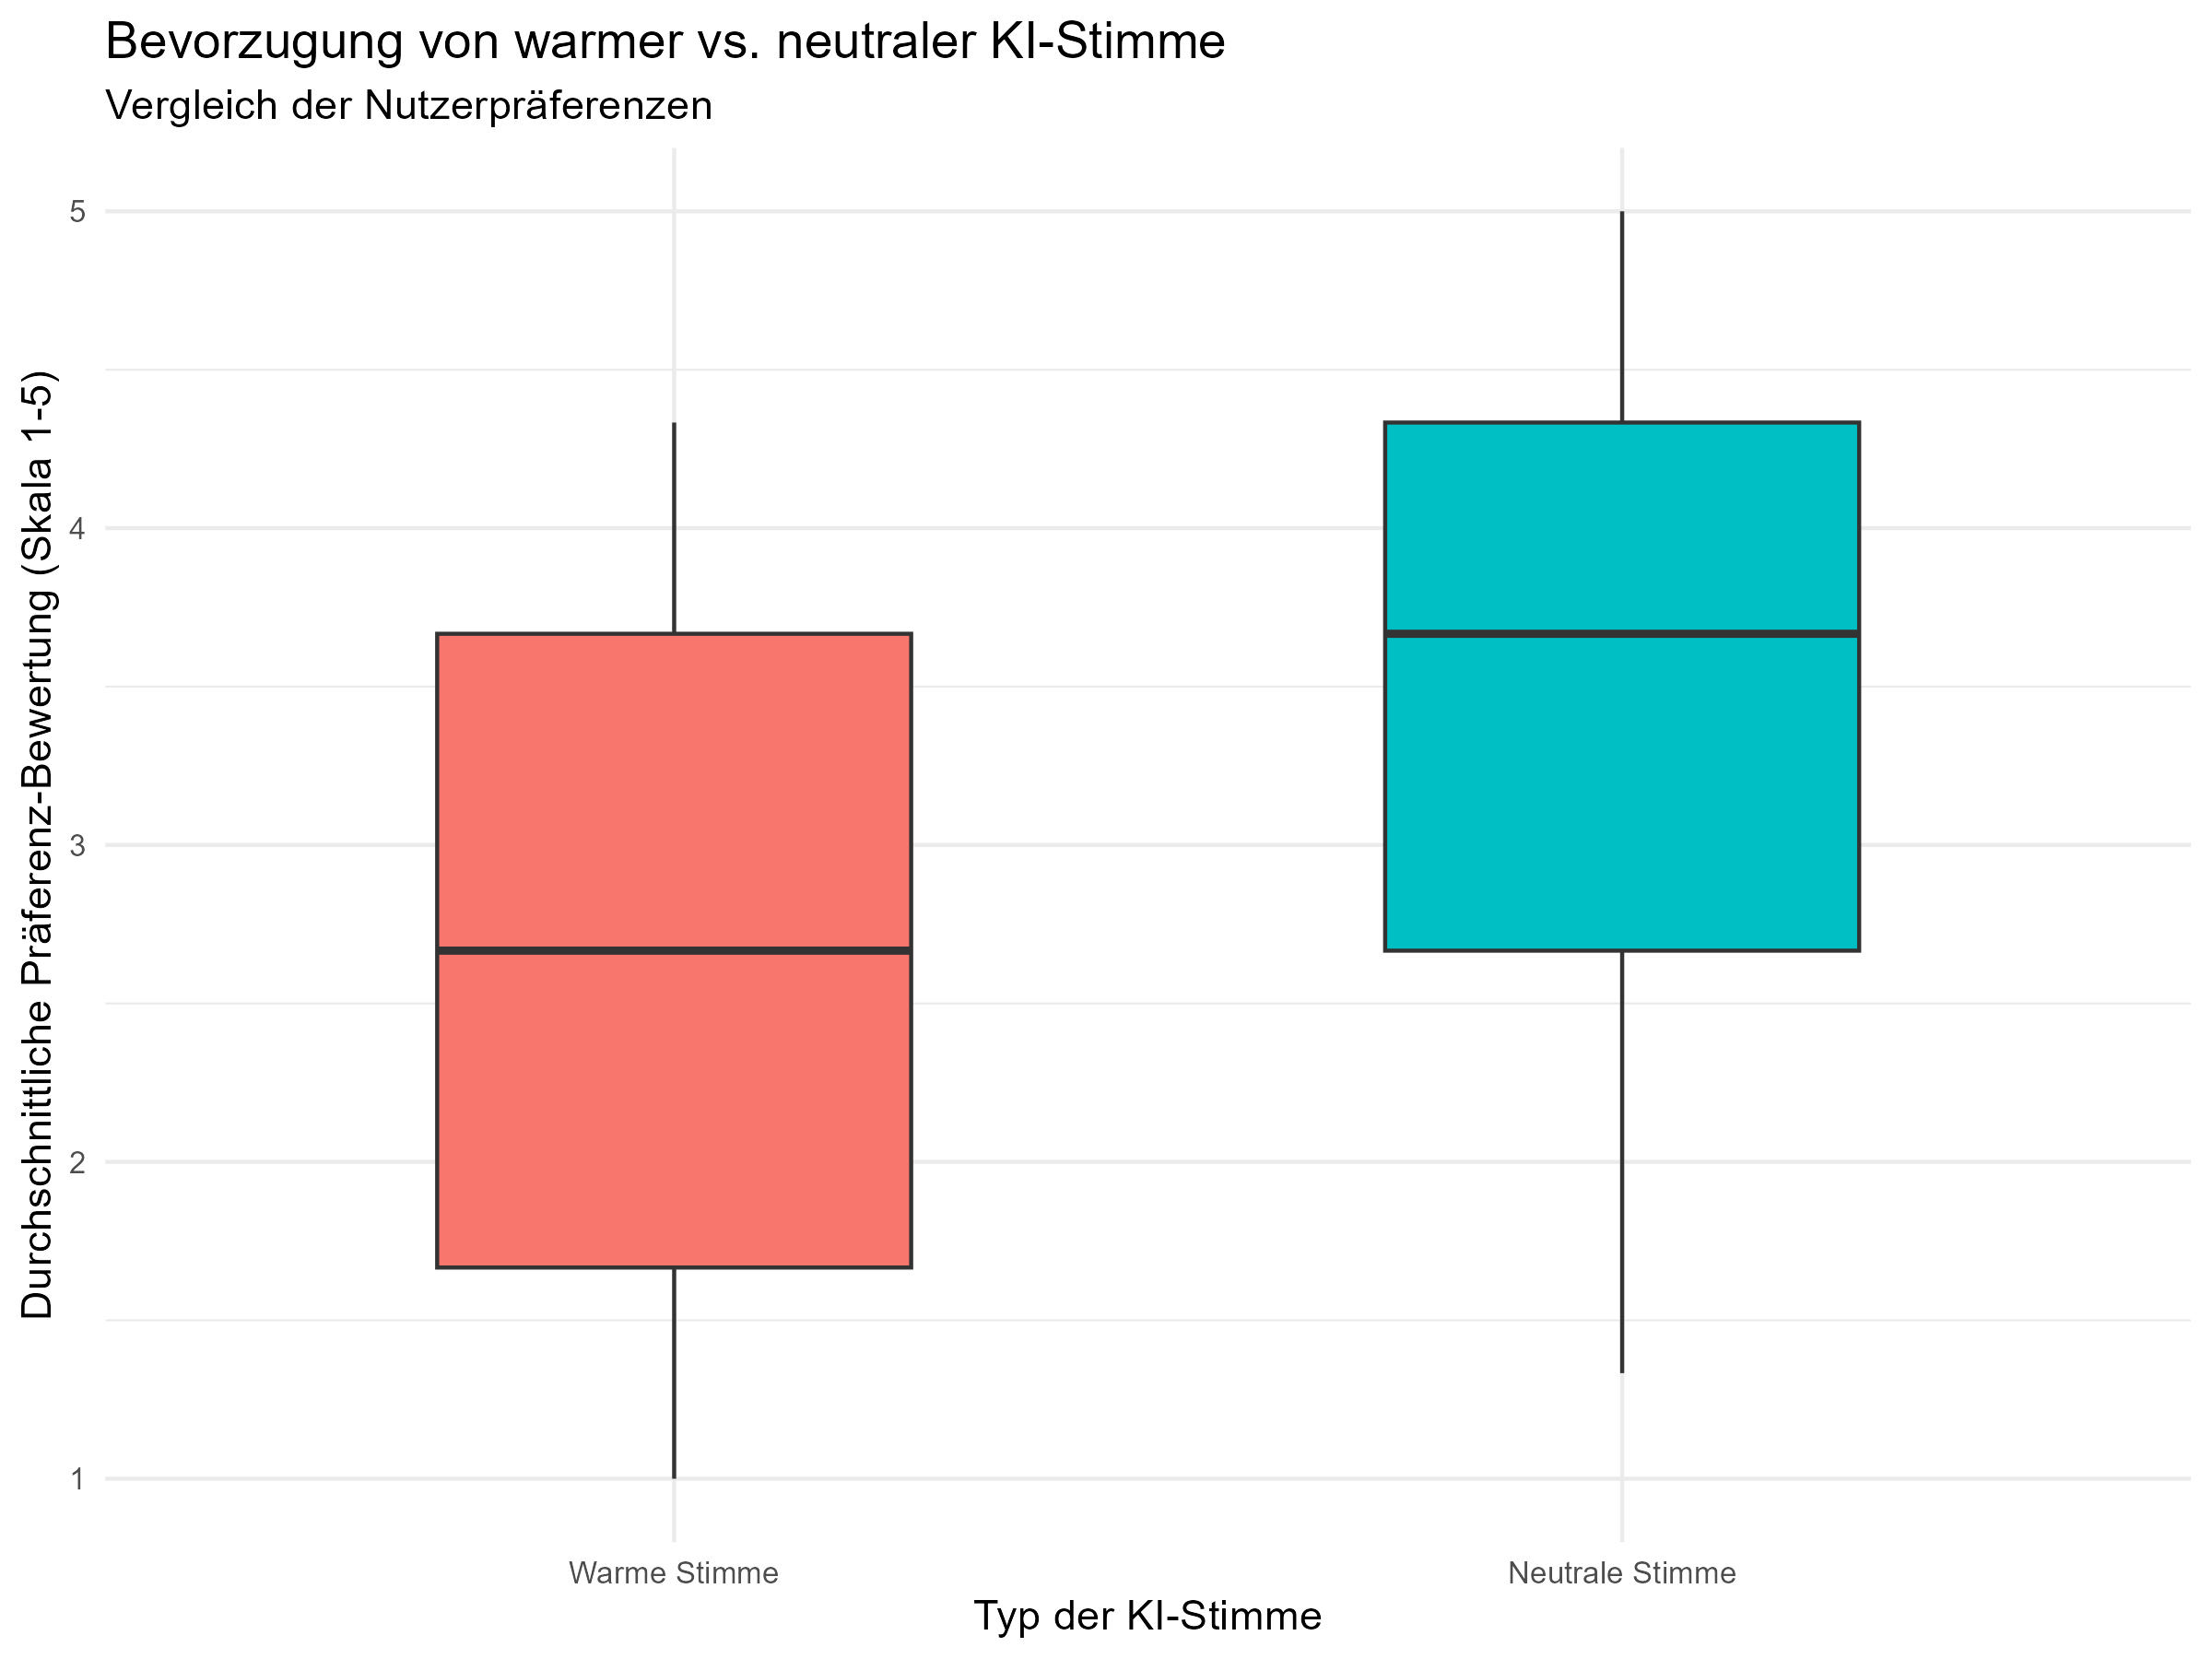 Bevorzugung von warmer vs. neutraler KI-Stimme
Vergleich der Nutzerpräferenzen
Durchschnittliche Präferenz-Bewertung (Skala 1-5)
5
4
3
2
1
Warme Stimme
Neutrale Stimme
Typ der KI-Stimme